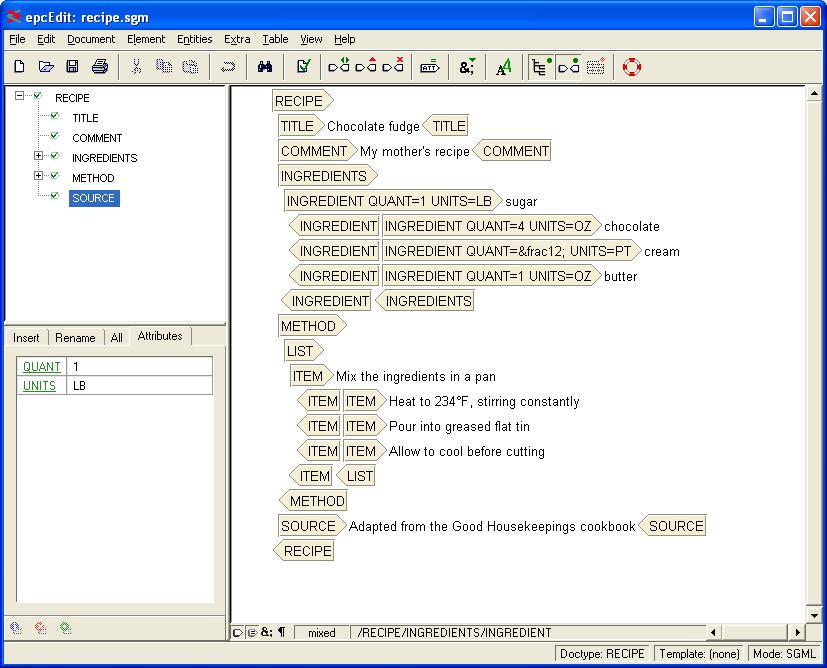 epcEdit: recipe.sgm
File Edit Document Element Entities Extra Table View Help
ATT &; A
RECIPE
TITLE
COMMENT
INGREDIENTS
METHOD
SOURCE
Insert Rename All Attributes
QUANT 1
UNITS LB
RECIPE
TITLE Chocolate fudge TITLE
COMMENT My mother's recipe COMMENT
INGREDIENTS
INGREDIENT QUANT=1 UNITS=LB sugar
INGREDIENT INGREDIENT QUANT=4 UNITS=OZ chocolate
INGREDIENT INGREDIENT QUANT=&frac12; UNITS=PT cream
INGREDIENT INGREDIENT QUANT=1 UNITS=OZ butter
INGREDIENT INGREDIENTS
METHOD
LIST
ITEM Mix the ingredients in a pan
ITEM ITEM Heat to 234°F, stirring constantly
ITEM ITEM Pour into greased flat tin
ITEM ITEM Allow to cool before cutting
ITEM LIST
METHOD
SOURCE Adapted from the Good Housekeepings cookbook SOURCE
RECIPE
&; ¶ mixed /RECIPE/INGREDIENTS/INGREDIENT
Doctype: RECIPE Template: (none) Mode: SGML